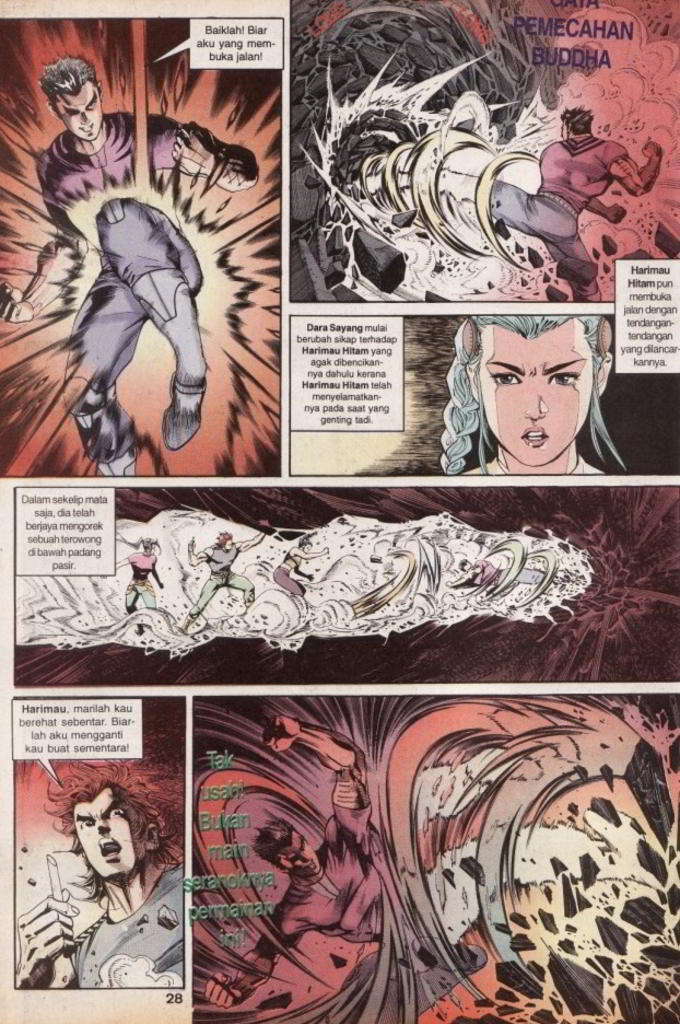 Baiklah! Biar
aku yang mem-
buka jalan!
GAYA
PEMECAHAN
BUDDHA
Harimau
Hitam pun
membuka
jalan dengan
tendangan-
tendangan
yang dilancar-
kannya.
Dara Sayang mulai
berubah sikap terhadap
Harimau Hitam yang
agak dibencikan-
nya dahulu kerana
Harimau Hitam telah
menyelamatkan-
nya pada saat yang
genting tadi.
Dalam sekelip mata
saja, dia telah
berjaya mengorek
sebuah terowong
di bawah padang
pasir.
Harimau, marilah kau
berehat sebentar. Biar-
lah aku mengganti
kau buat sementara!
Tak
usah!
Bukan
main
seronoknya
permainan
ini!
28